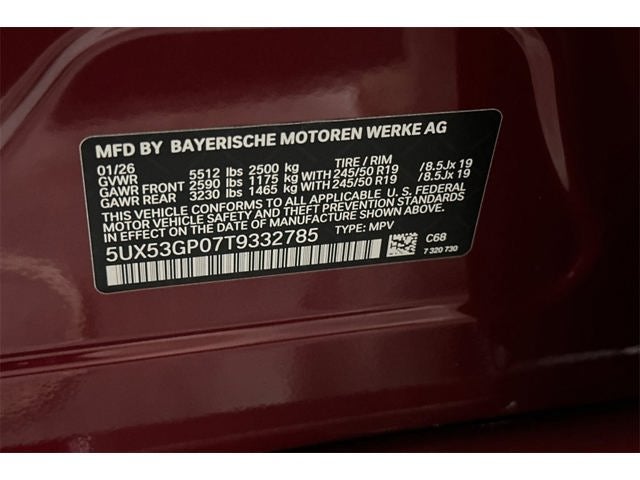 MFD BY BAYERISCHE MOTOREN WERKE AG
01/26 TIRE / RIM
GVWR 5512 lbs 2500 kg
GAWR FRONT 2590 lbs 1175 kg WITH 245/50 R19 /8.5Jx 19
GAWR REAR 3230 lbs 1465 kg WITH 245/50 R19 /8.5Jx 19
THIS VEHICLE CONFORMS TO ALL APPLICABLE U.S. FEDERAL
MOTOR VEHICLE SAFETY, BUMPER, AND THEFT PREVENTION STANDARDS
IN EFFECT ON THE DATE OF MANUFACTURE SHOWN ABOVE.
5UX53GP07T9332785 TYPE: MPV
C68
7 320 730